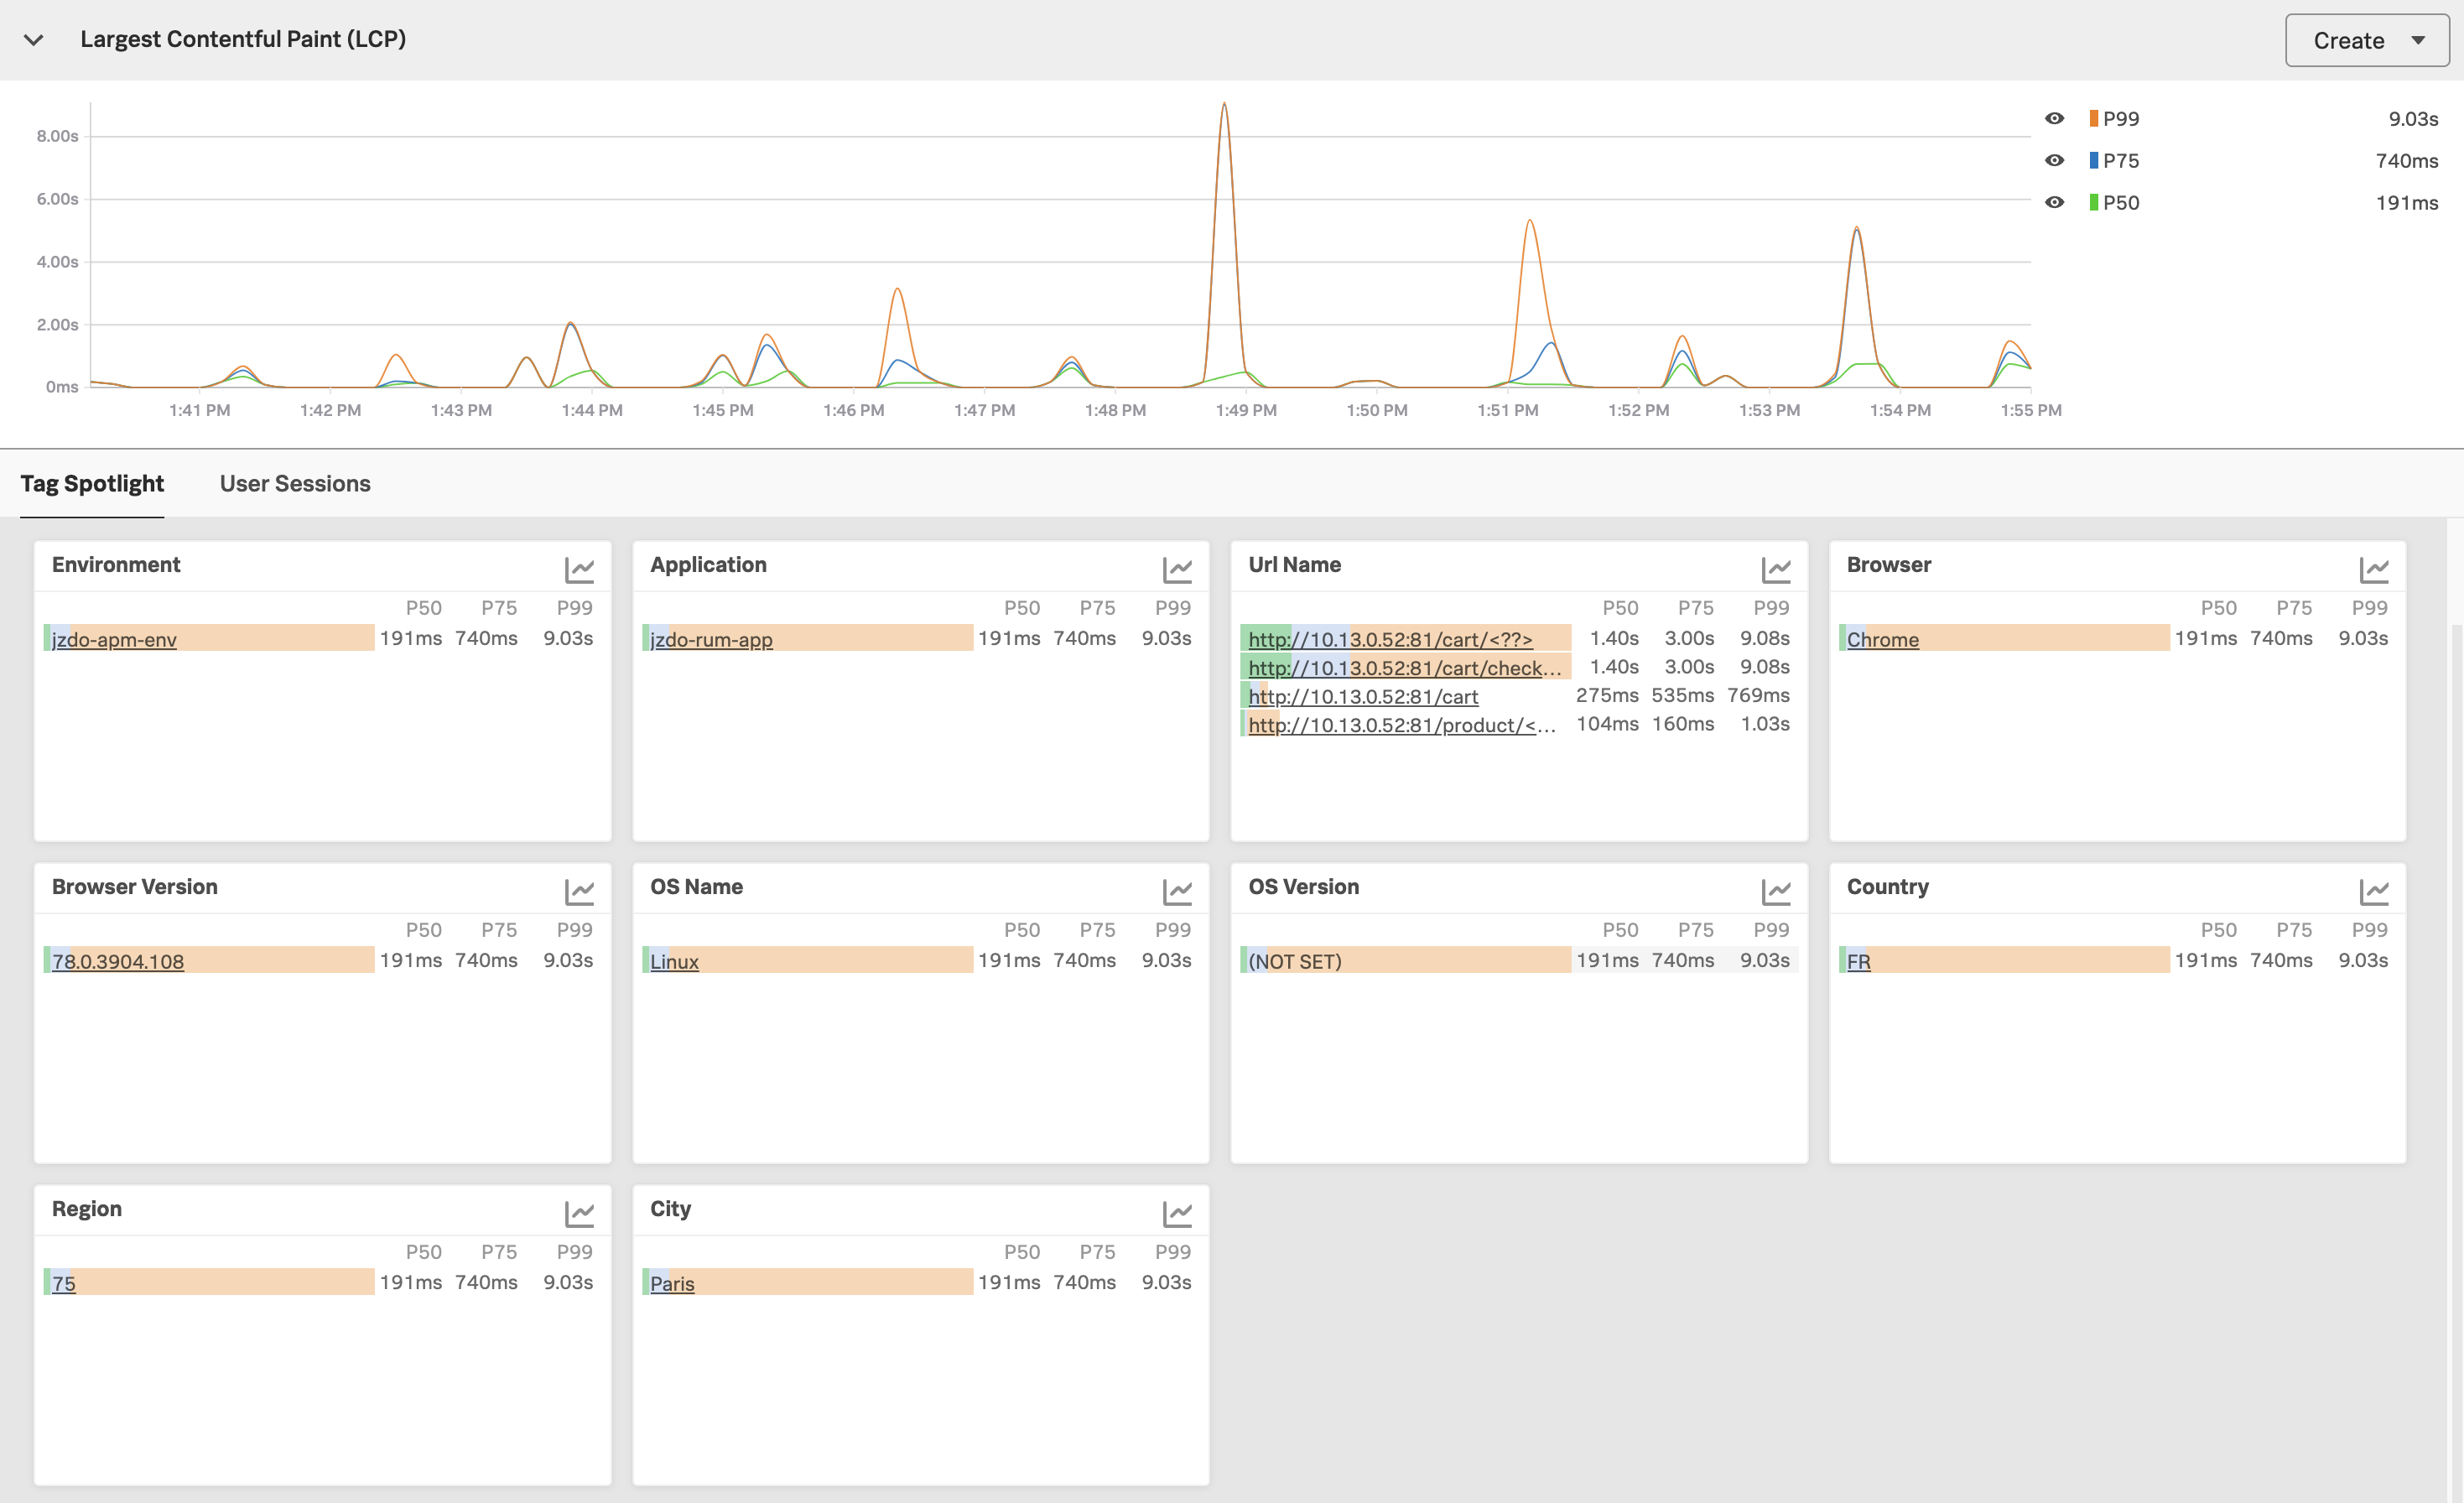 Largest Contentful Paint (LCP)
Create
8.00s
6.00s
4.00s
2.00s
0ms
1:41 PM 1:42 PM 1:43 PM 1:44 PM 1:45 PM 1:46 PM 1:47 PM 1:48 PM 1:49 PM 1:50 PM 1:51 PM 1:52 PM 1:53 PM 1:54 PM 1:55 PM
P99 9.03s
P75 740ms
P50 191ms
Tag Spotlight User Sessions
Environment
P50 P75 P99
jzdo-apm-env 191ms 740ms 9.03s
Application
P50 P75 P99
jzdo-rum-app 191ms 740ms 9.03s
Url Name
P50 P75 P99
http://10.13.0.52:81/cart/<??> 1.40s 3.00s 9.08s
http://10.13.0.52:81/cart/check... 1.40s 3.00s 9.08s
http://10.13.0.52:81/cart 275ms 535ms 769ms
http://10.13.0.52:81/product/<... 104ms 160ms 1.03s
Browser
P50 P75 P99
Chrome 191ms 740ms 9.03s
Browser Version
P50 P75 P99
78.0.3904.108 191ms 740ms 9.03s
OS Name
P50 P75 P99
Linux 191ms 740ms 9.03s
OS Version
P50 P75 P99
(NOT SET) 191ms 740ms 9.03s
Country
P50 P75 P99
FR 191ms 740ms 9.03s
Region
P50 P75 P99
75 191ms 740ms 9.03s
City
P50 P75 P99
Paris 191ms 740ms 9.03s